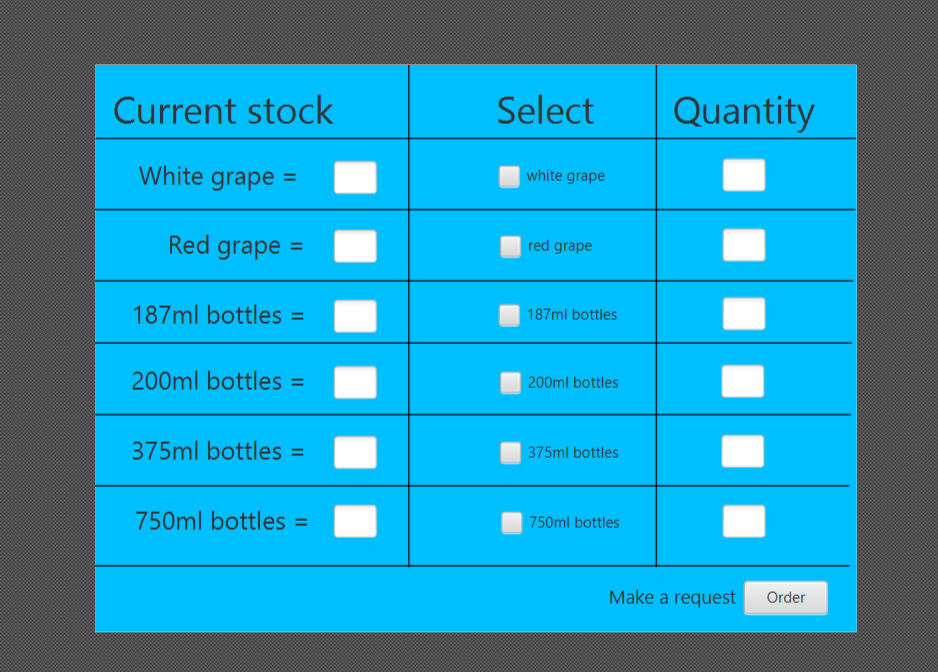 Current stock Select Quantity
White grape = white grape
Red grape = red grape
187ml bottles = 187ml bottles
200ml bottles = 200ml bottles
375ml bottles = 375ml bottles
750ml bottles = 750ml bottles
Make a request Order